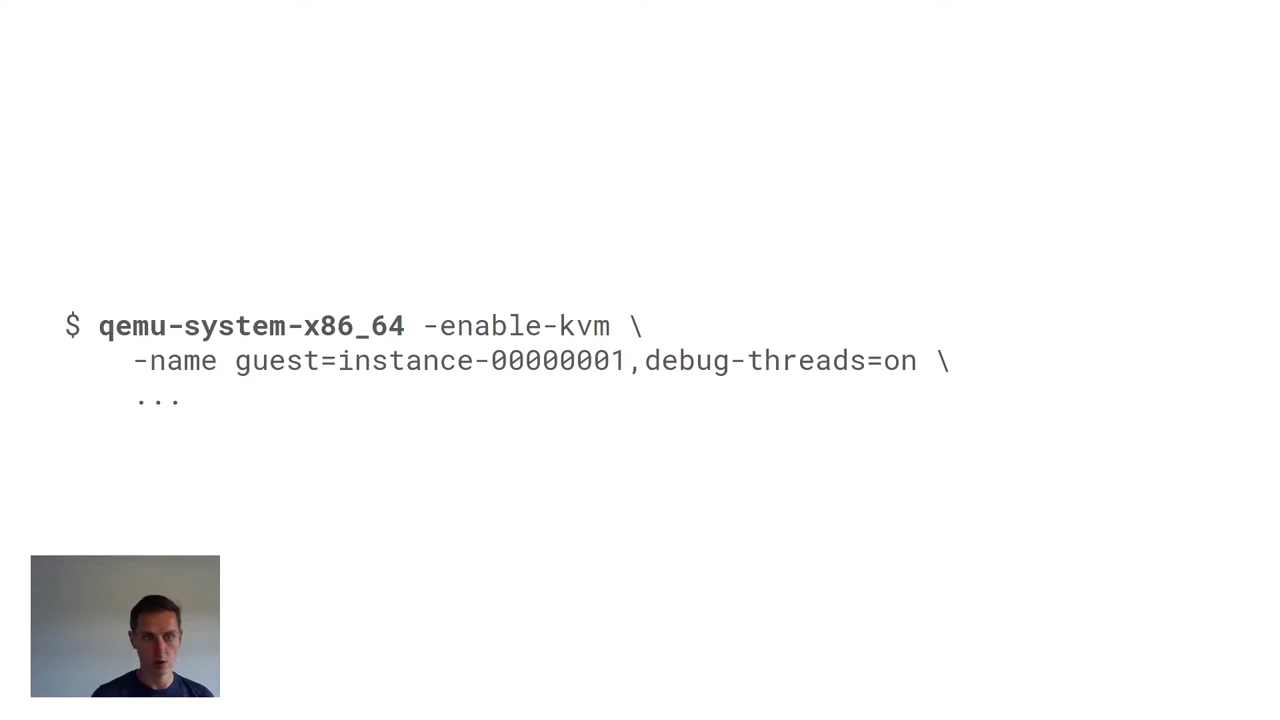 $ qemu-system-x86_64 -enable-kvm \
-name guest=instance-00000001,debug-threads=on \
...